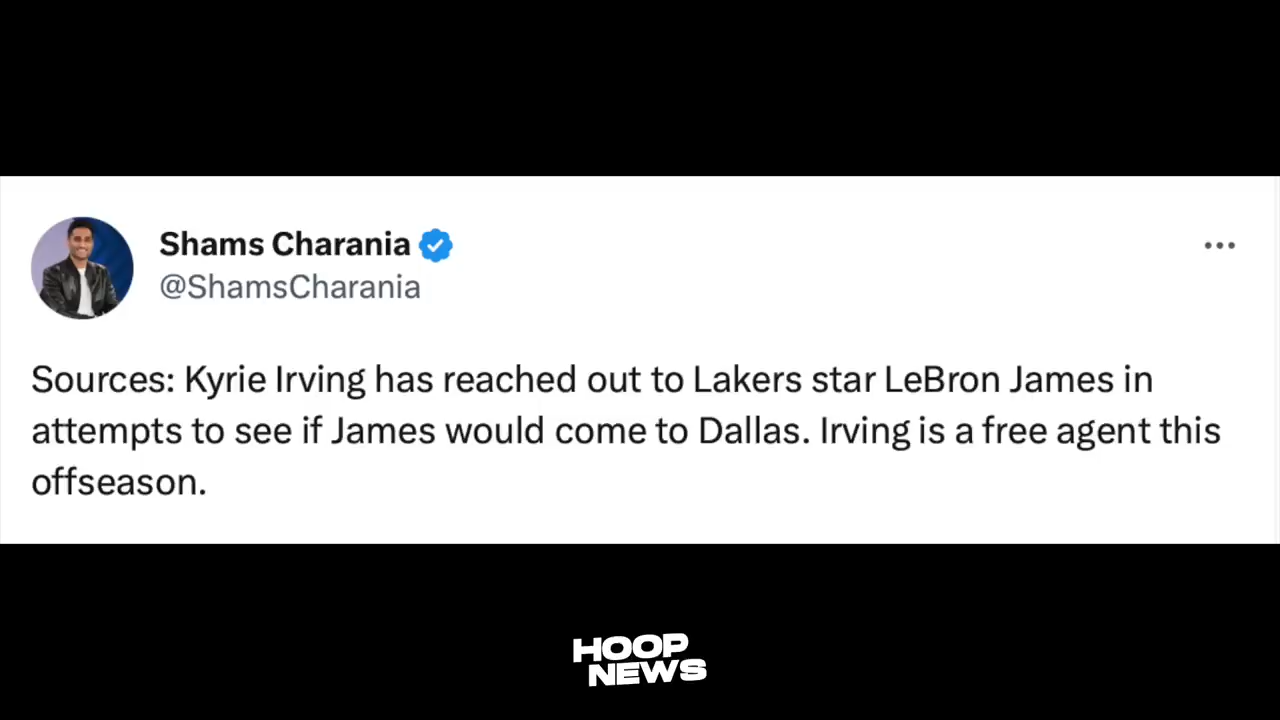 Shams Charania
@ShamsCharania
Sources: Kyrie Irving has reached out to Lakers star LeBron James in
attempts to see if James would come to Dallas. Irving is a free agent this
offseason.
HOOP
NEWS